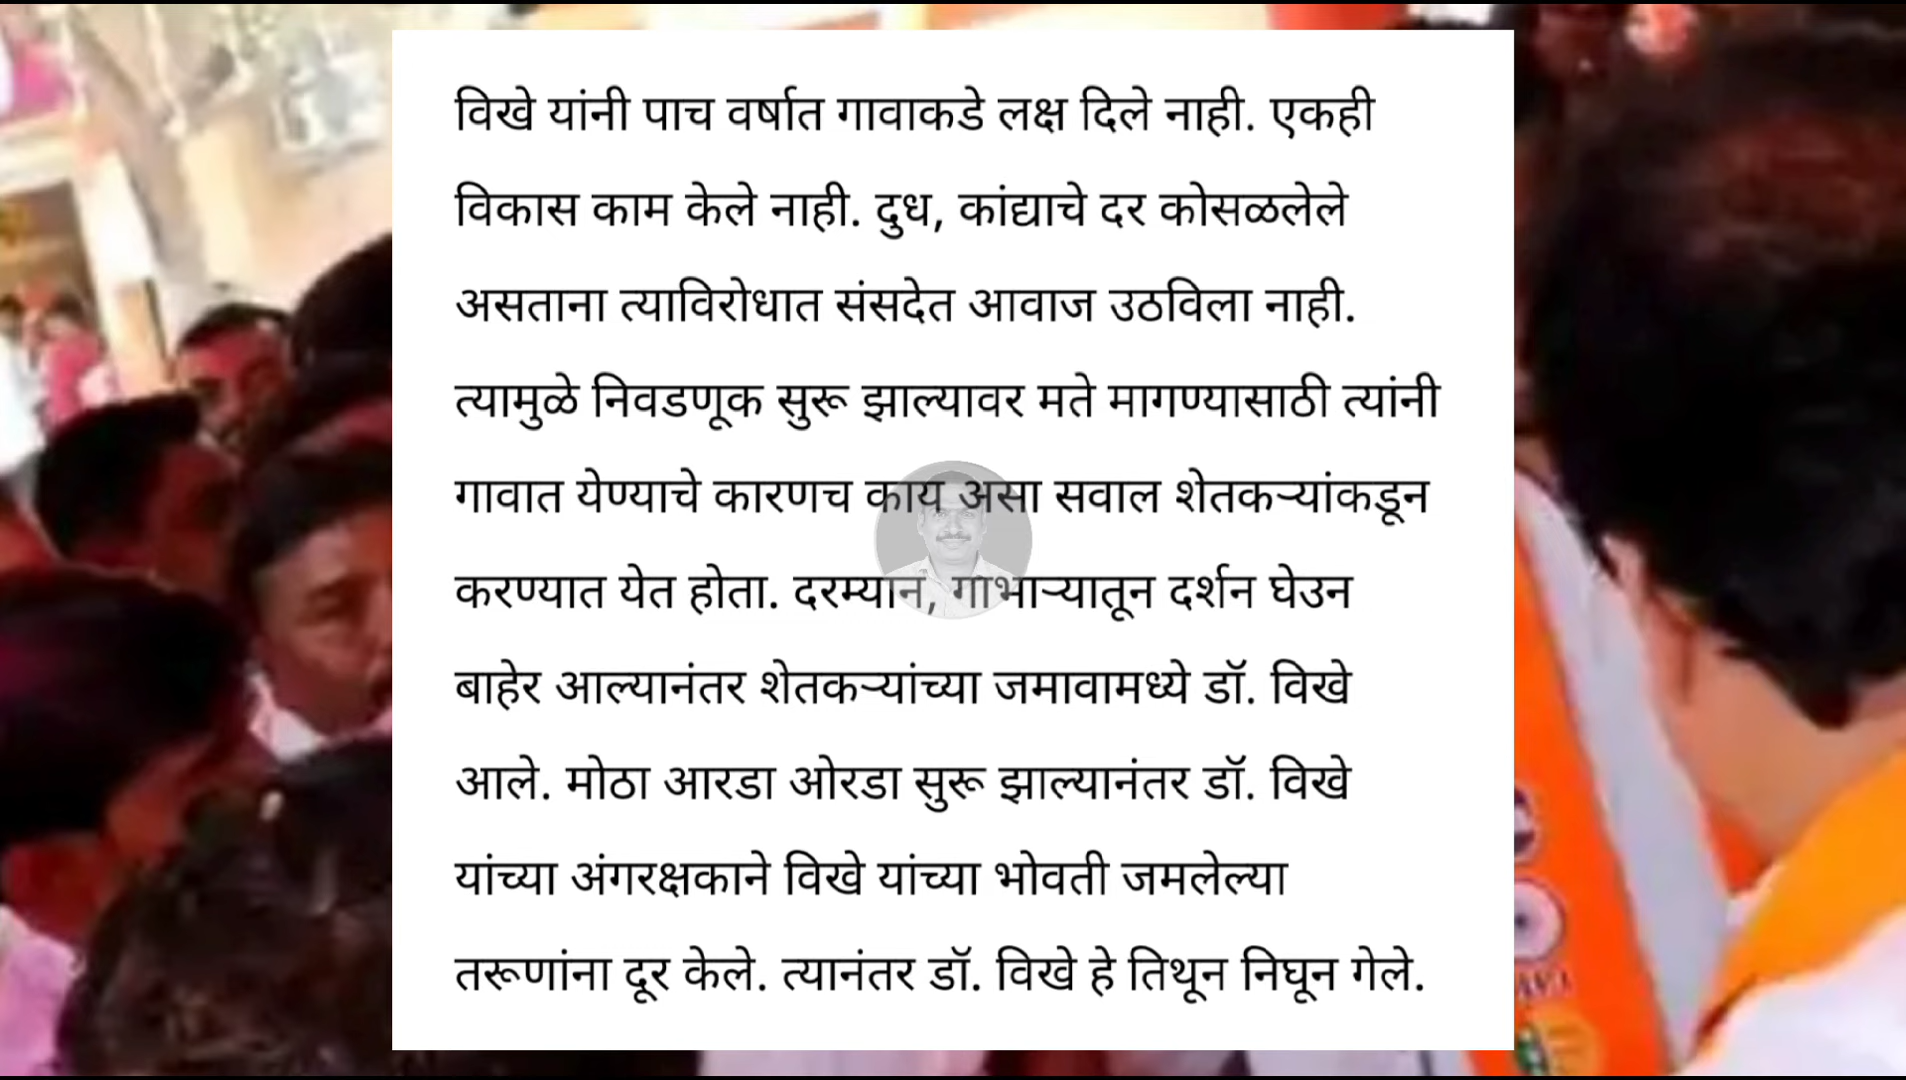 विखे यांनी पाच वर्षात गावाकडे लक्ष दिले नाही. एकही
विकास काम केले नाही. दुध, कांद्याचे दर कोसळलेले
असताना त्याविरोधात संसदेत आवाज उठविला नाही.
त्यामुळे निवडणूक सुरू झाल्यावर मते मागण्यासाठी त्यांनी
गावात येण्याचे कारणच काय असा सवाल शेतकऱ्यांकडून
करण्यात येत होता. दरम्यान, गाभाऱ्यातून दर्शन घेउन
बाहेर आल्यानंतर शेतकऱ्यांच्या जमावामध्ये डॉ. विखे
आले. मोठा आरडा ओरडा सुरू झाल्यानंतर डॉ. विखे
यांच्या अंगरक्षकाने विखे यांच्या भोवती जमलेल्या
तरूणांना दूर केले. त्यानंतर डॉ. विखे हे तिथून निघून गेले.